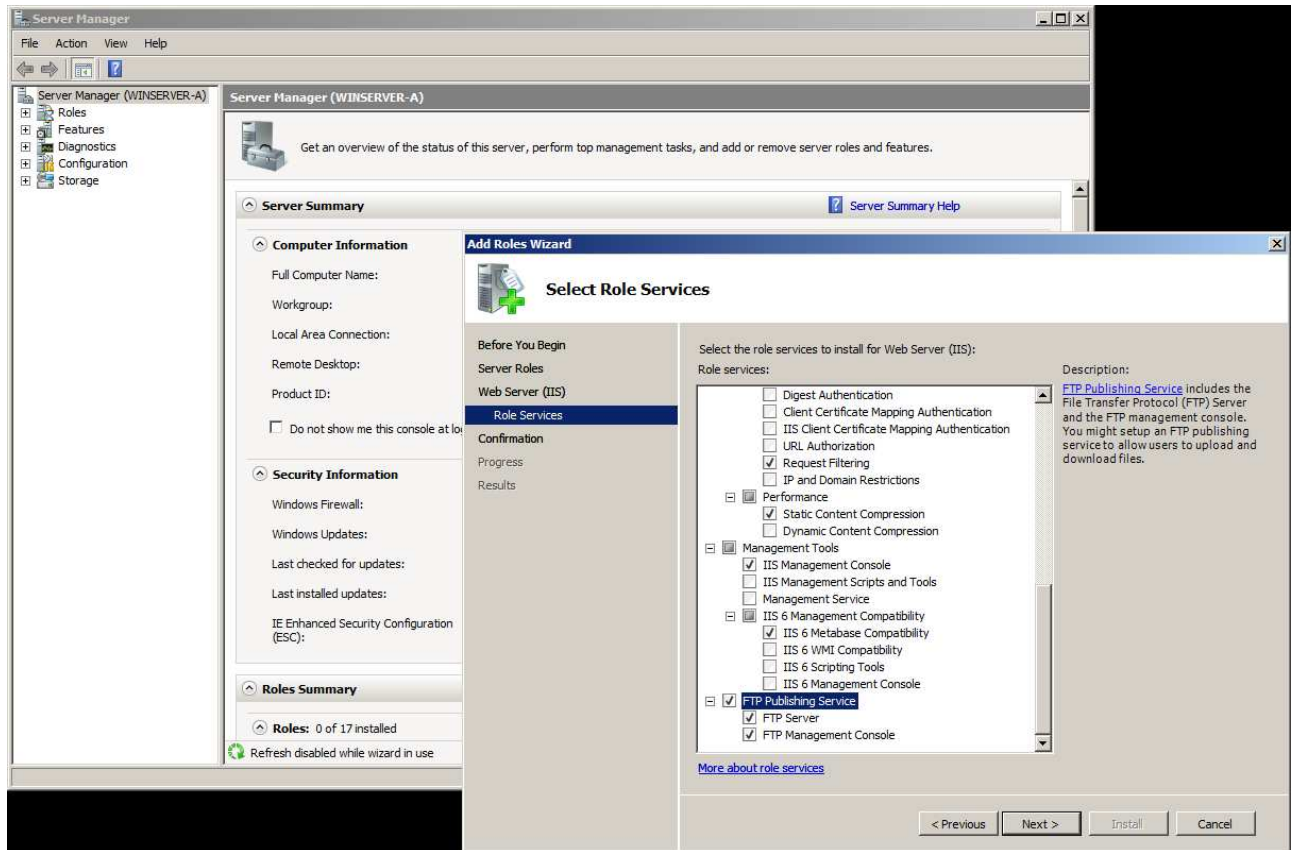 Server Manager
File Action View Help
Server Manager (WINSERVER-A)
Roles
Features
Diagnostics
Configuration
Storage
Server Manager (WINSERVER-A)
Get an overview of the status of this server, perform top management tasks, and add or remove server roles and features.
Server Summary
Server Summary Help
Computer Information
Full Computer Name:
Workgroup:
Local Area Connection:
Remote Desktop:
Product ID:
Do not show me this console at
Security Information
Windows Firewall:
Windows Updates:
Last checked for updates:
Last installed updates:
IE Enhanced Security Configuration
(ESC):
Roles Summary
Roles: 0 of 17 installed
Refresh disabled while wizard in use
Add Roles Wizard
Select Role Services
Before You Begin
Server Roles
Web Server (IIS)
Role Services
Confirmation
Progress
Results
Select the role services to install for Web Server (IIS):
Role services:
Digest Authentication
Client Certificate Mapping Authentication
IIS Client Certificate Mapping Authentication
URL Authorization
Request Filtering
IP and Domain Restrictions
Performance
Static Content Compression
Dynamic Content Compression
Management Tools
IIS Management Console
IIS Management Scripts and Tools
Management Service
IIS 6 Management Compatibility
IIS 6 Metabase Compatibility
IIS 6 WMI Compatibility
IIS 6 Scripting Tools
IIS 6 Management Console
FTP Publishing Service
FTP Server
FTP Management Console
More about role services
Description:
FTP Publishing Service includes the
File Transfer Protocol (FTP) Server
and the FTP management console.
You might setup an FTP publishing
service to allow users to upload and
download files.
< Previous
Next >
Install
Cancel